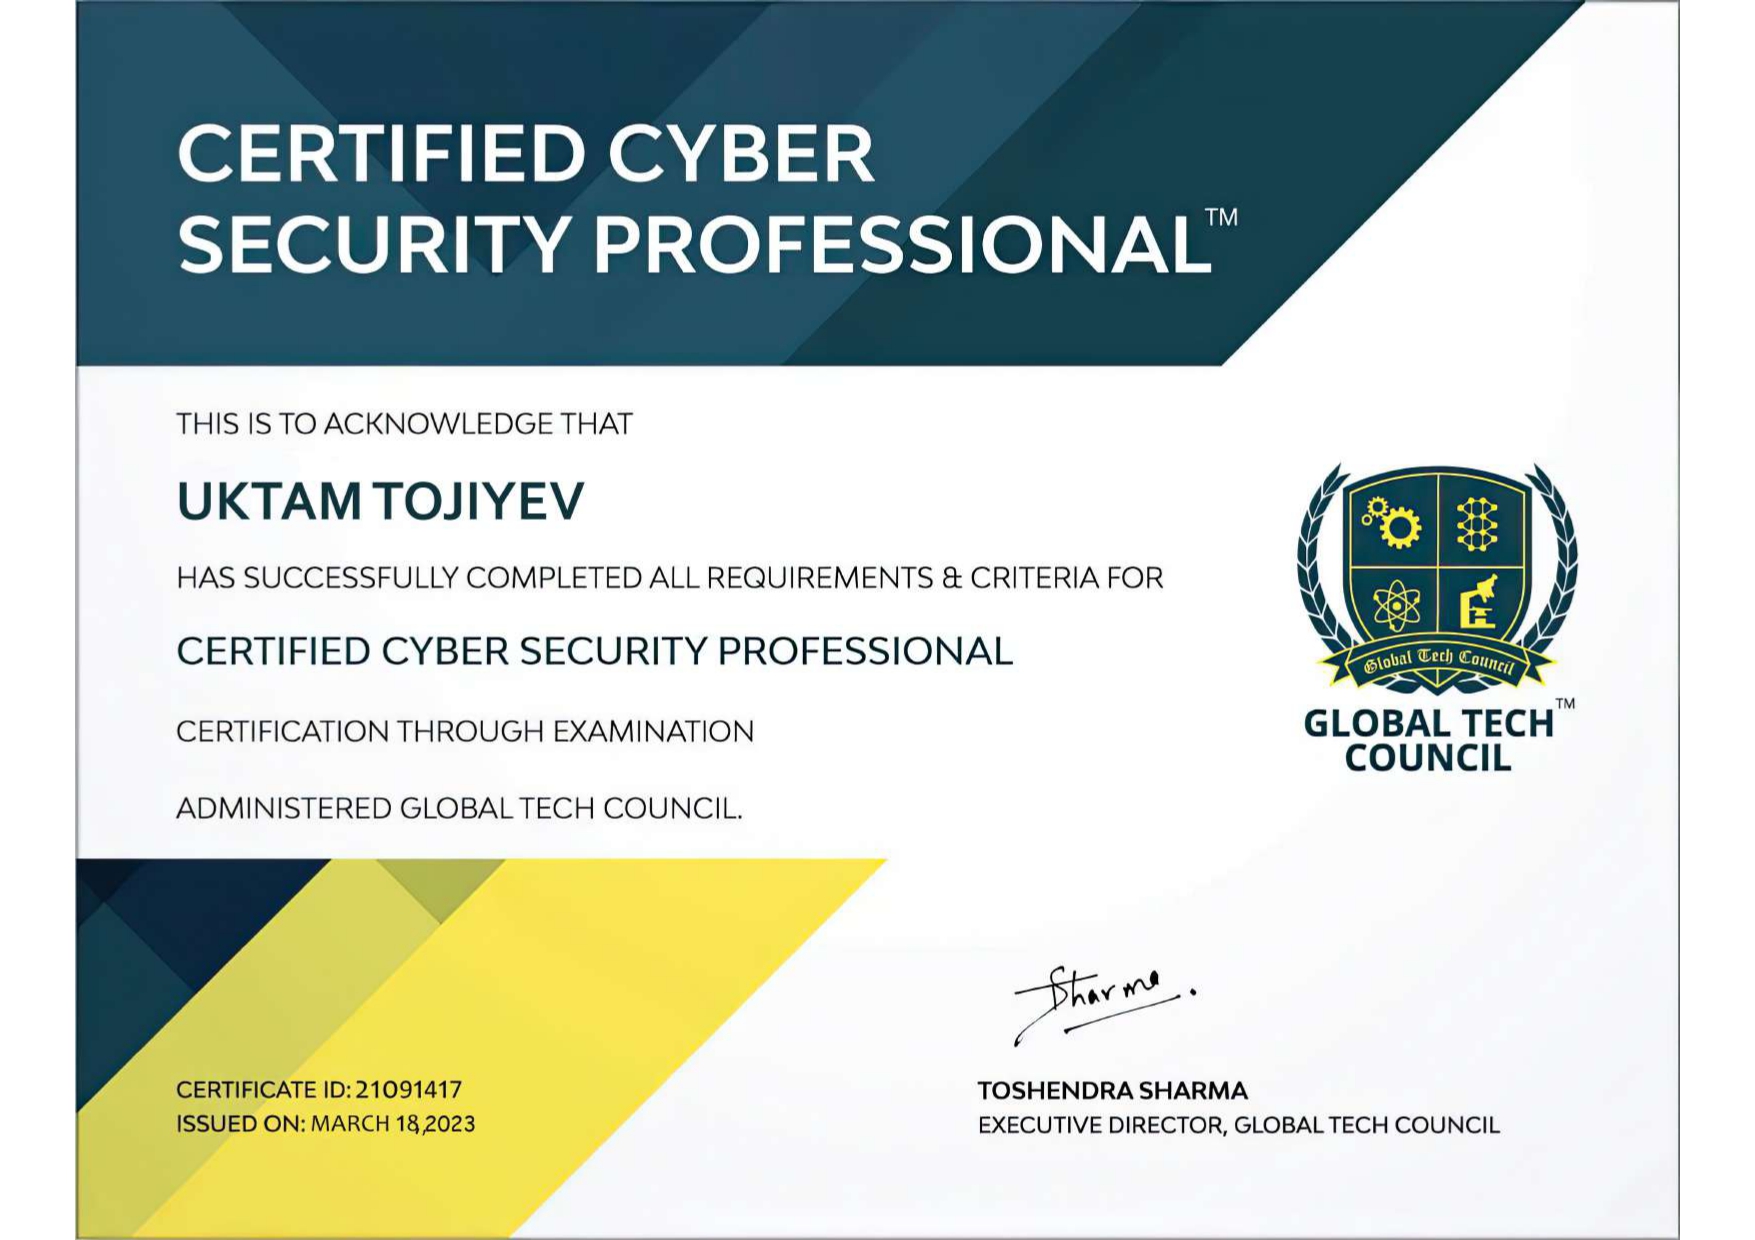 CERTIFIED CYBER
SECURITY PROFESSIONAL™
THIS IS TO ACKNOWLEDGE THAT
UKTAM TOJIYEV
HAS SUCCESSFULLY COMPLETED ALL REQUIREMENTS & CRITERIA FOR
CERTIFIED CYBER SECURITY PROFESSIONAL
CERTIFICATION THROUGH EXAMINATION
ADMINISTERED GLOBAL TECH COUNCIL.
Global Tech Council
GLOBAL TECH™
COUNCIL
Sharma
CERTIFICATE ID: 21091417
ISSUED ON: MARCH 18,2023
TOSHENDRA SHARMA
EXECUTIVE DIRECTOR, GLOBAL TECH COUNCIL